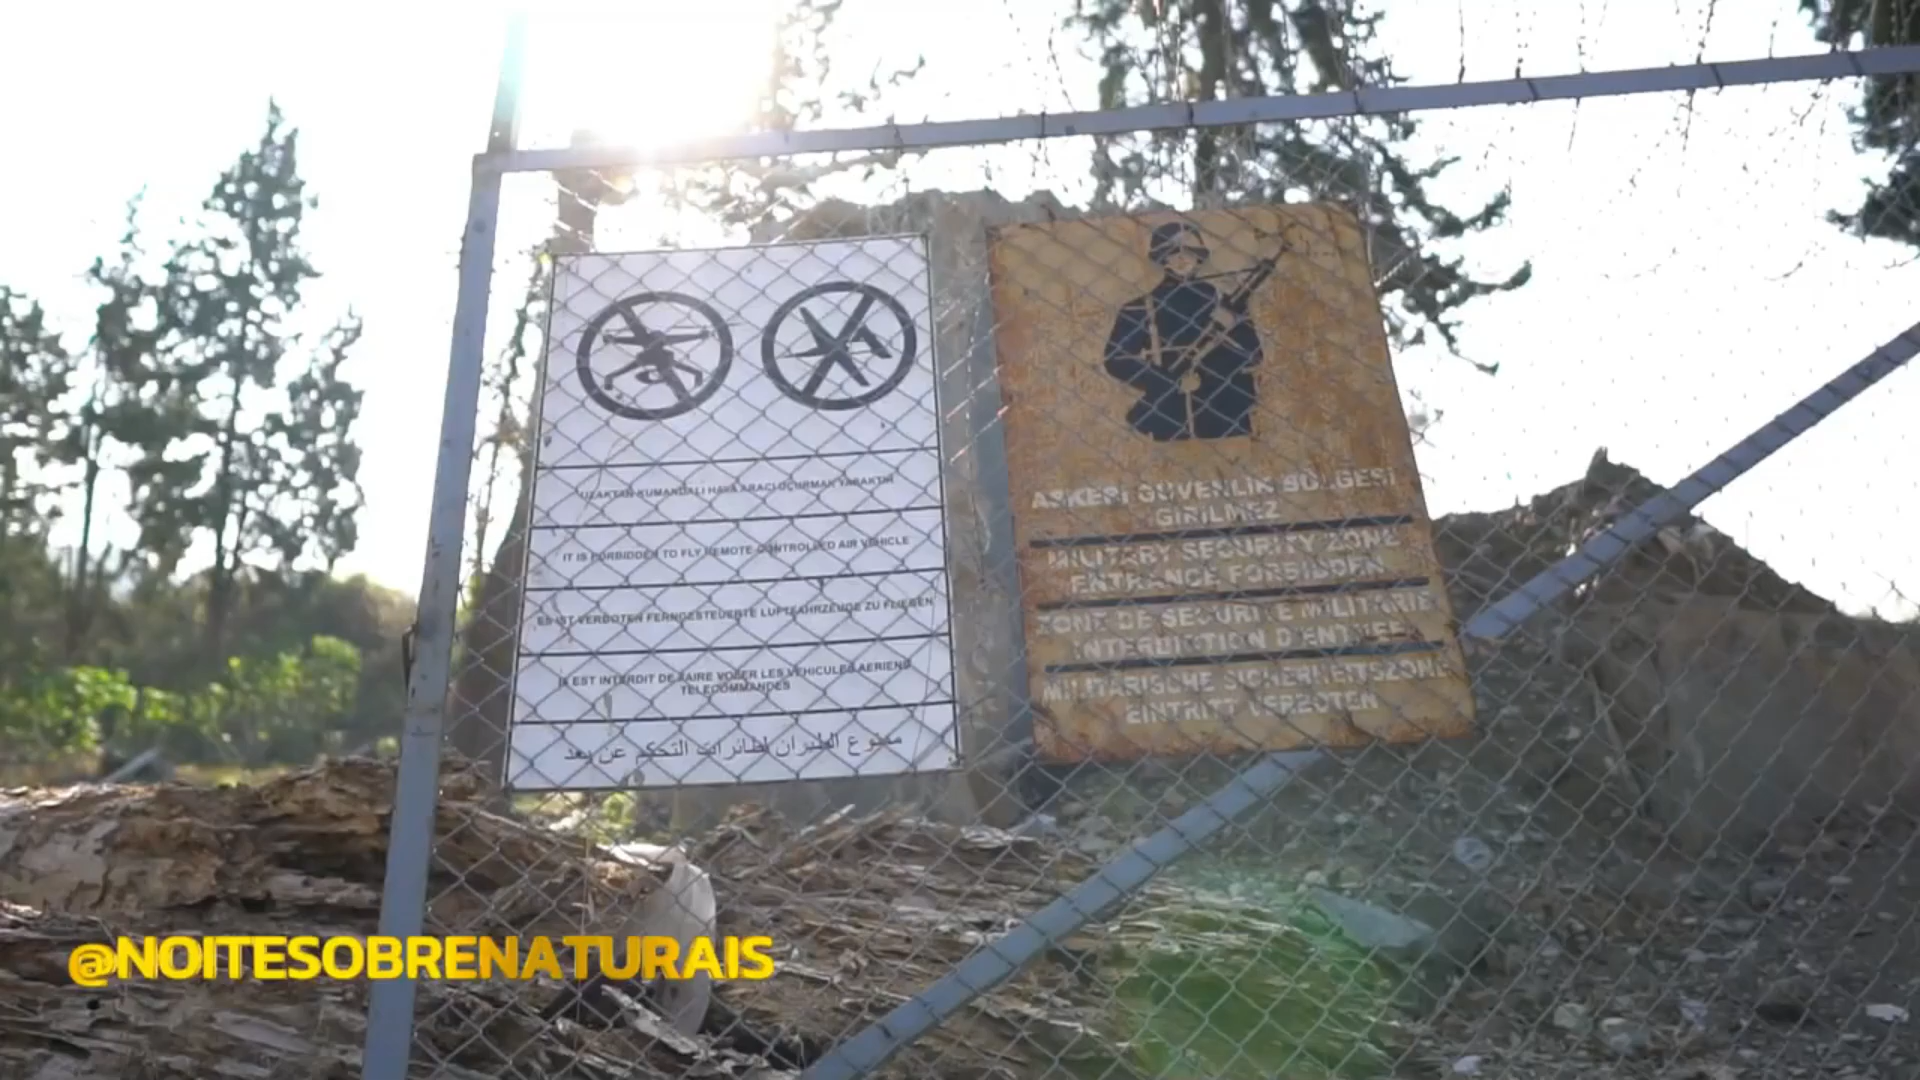 UZAKTAN KUMANDALI HAVA ARACI UÇURMAK YASAKTIR
IT IS FORBIDDEN TO FLY REMOTE CONTROLLED AIR VEHICLE
ES IST VERBOTEN FERNGESTEUERTE LUFTFAHRZEUGE ZU FLIEGEN
IL EST INTERDIT DE FAIRE VOLER LES VEHICULES AERIENS
TELECOMMANDES
ممنوع الطيران لطائرات التحكم عن بعد
ASKERİ GÜVENLİK BÖLGESİ
GİRİLMEZ
MILITARY SECURITY ZONE
ENTRANCE FORBIDDEN
ZONE DE SECURITE MILITARIE
INTERDICTION D'ENTREE
MILITARISCHE SICHERHEITSZONE
EINTRITT VERBOTEN
@NOITESOBRENATURAIS